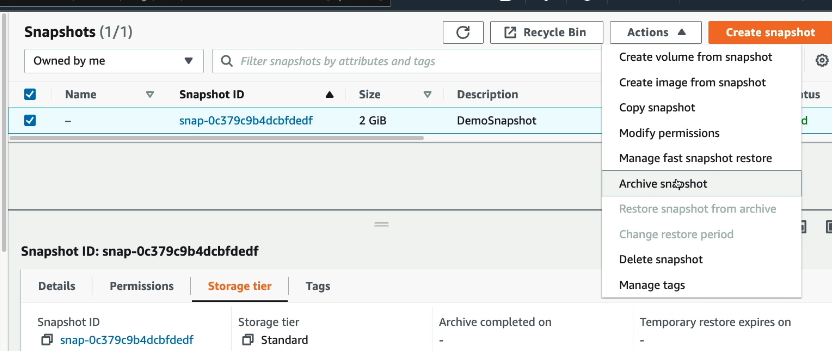 Snapshots (1/1)
Recycle Bin
Actions
Create snapshot
Owned by me
Filter snapshots by attributes and tags
Create volume from snapshot
Create image from snapshot
Copy snapshot
Modify permissions
Manage fast snapshot restore
Archive snapshot
Restore snapshot from archive
Change restore period
Delete snapshot
Manage tags
Name
Snapshot ID
Size
Description
–
snap-0c379c9b4dcbfdedf
2 GiB
DemoSnapshot
Snapshot ID: snap-0c379c9b4dcbfdedf
Details
Permissions
Storage tier
Tags
Snapshot ID
Storage tier
Archive completed on
Temporary restore expires on
snap-0c379c9b4dcbfdedf
Standard
-
-